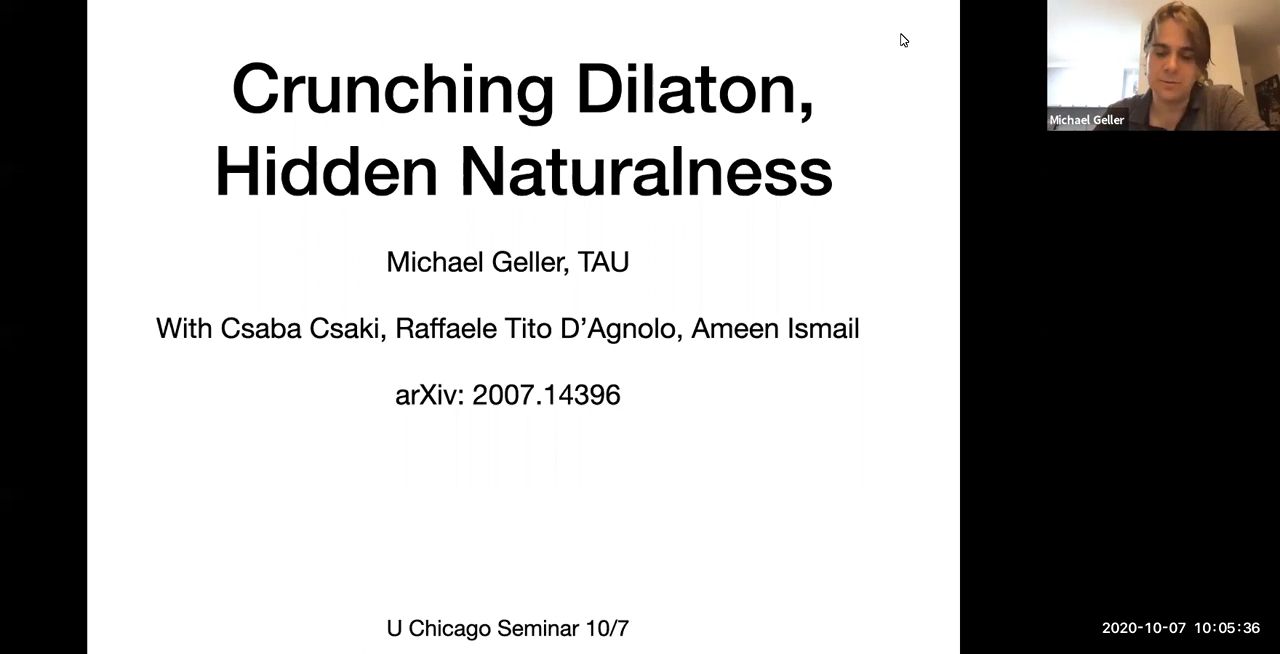 Crunching Dilaton,
Hidden Naturalness
Michael Geller, TAU
With Csaba Csaki, Raffaele Tito D'Agnolo, Ameen Ismail
arXiv: 2007.14396
U Chicago Seminar 10/7
Michael Geller
2020-10-07 10:05:36